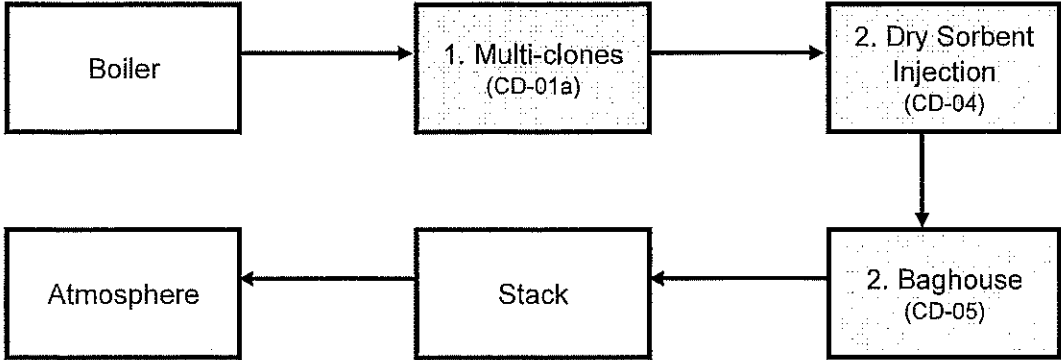 Boiler
1. Multi-clones
(CD-01a)
2. Dry Sorbent
Injection
(CD-04)
Atmosphere
Stack
2. Baghouse
(CD-05)